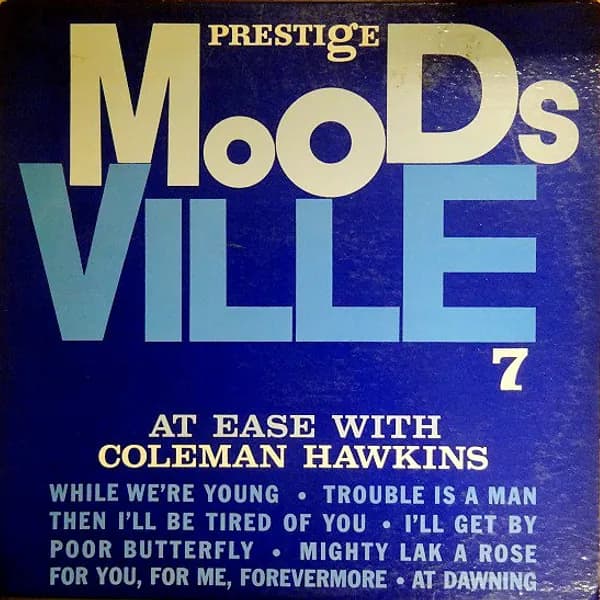 PRESTIgE
MOODS
VILLE
7
AT EASE WITH
COLEMAN HAWKINS
WHILE WE'RE YOUNG • TROUBLE IS A MAN
THEN I'LL BE TIRED OF YOU • I'LL GET BY
POOR BUTTERFLY • MIGHTY LAK A ROSE
FOR YOU, FOR ME, FOREVERMORE • AT DAWNING